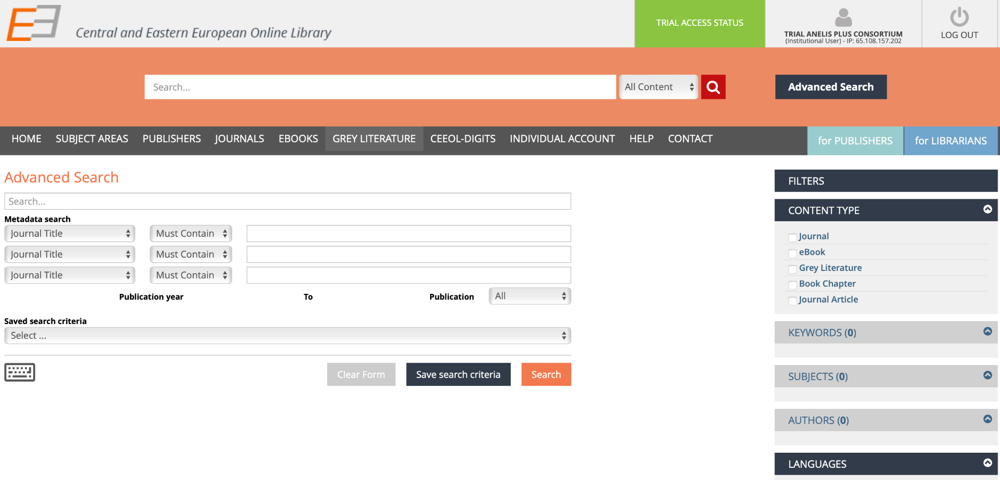 Central and Eastern European Online Library
TRIAL ACCESS STATUS
TRIAL ANELIS PLUS CONSORTIUM
(Institutional User) - IP: 65.108.157.202
LOG OUT
Search...
All Content
Advanced Search
HOME SUBJECT AREAS PUBLISHERS JOURNALS EBOOKS GREY LITERATURE CEEOL-DIGITS INDIVIDUAL ACCOUNT HELP CONTACT for PUBLISHERS for LIBRARIANS
Advanced Search
Search...
Metadata search
Journal Title Must Contain
Journal Title Must Contain
Journal Title Must Contain
Publication year To Publication All
Saved search criteria
Select ...
Clear Form Save search criteria Search
FILTERS
CONTENT TYPE
Journal
eBook
Grey Literature
Book Chapter
Journal Article
KEYWORDS (0)
SUBJECTS (0)
AUTHORS (0)
LANGUAGES